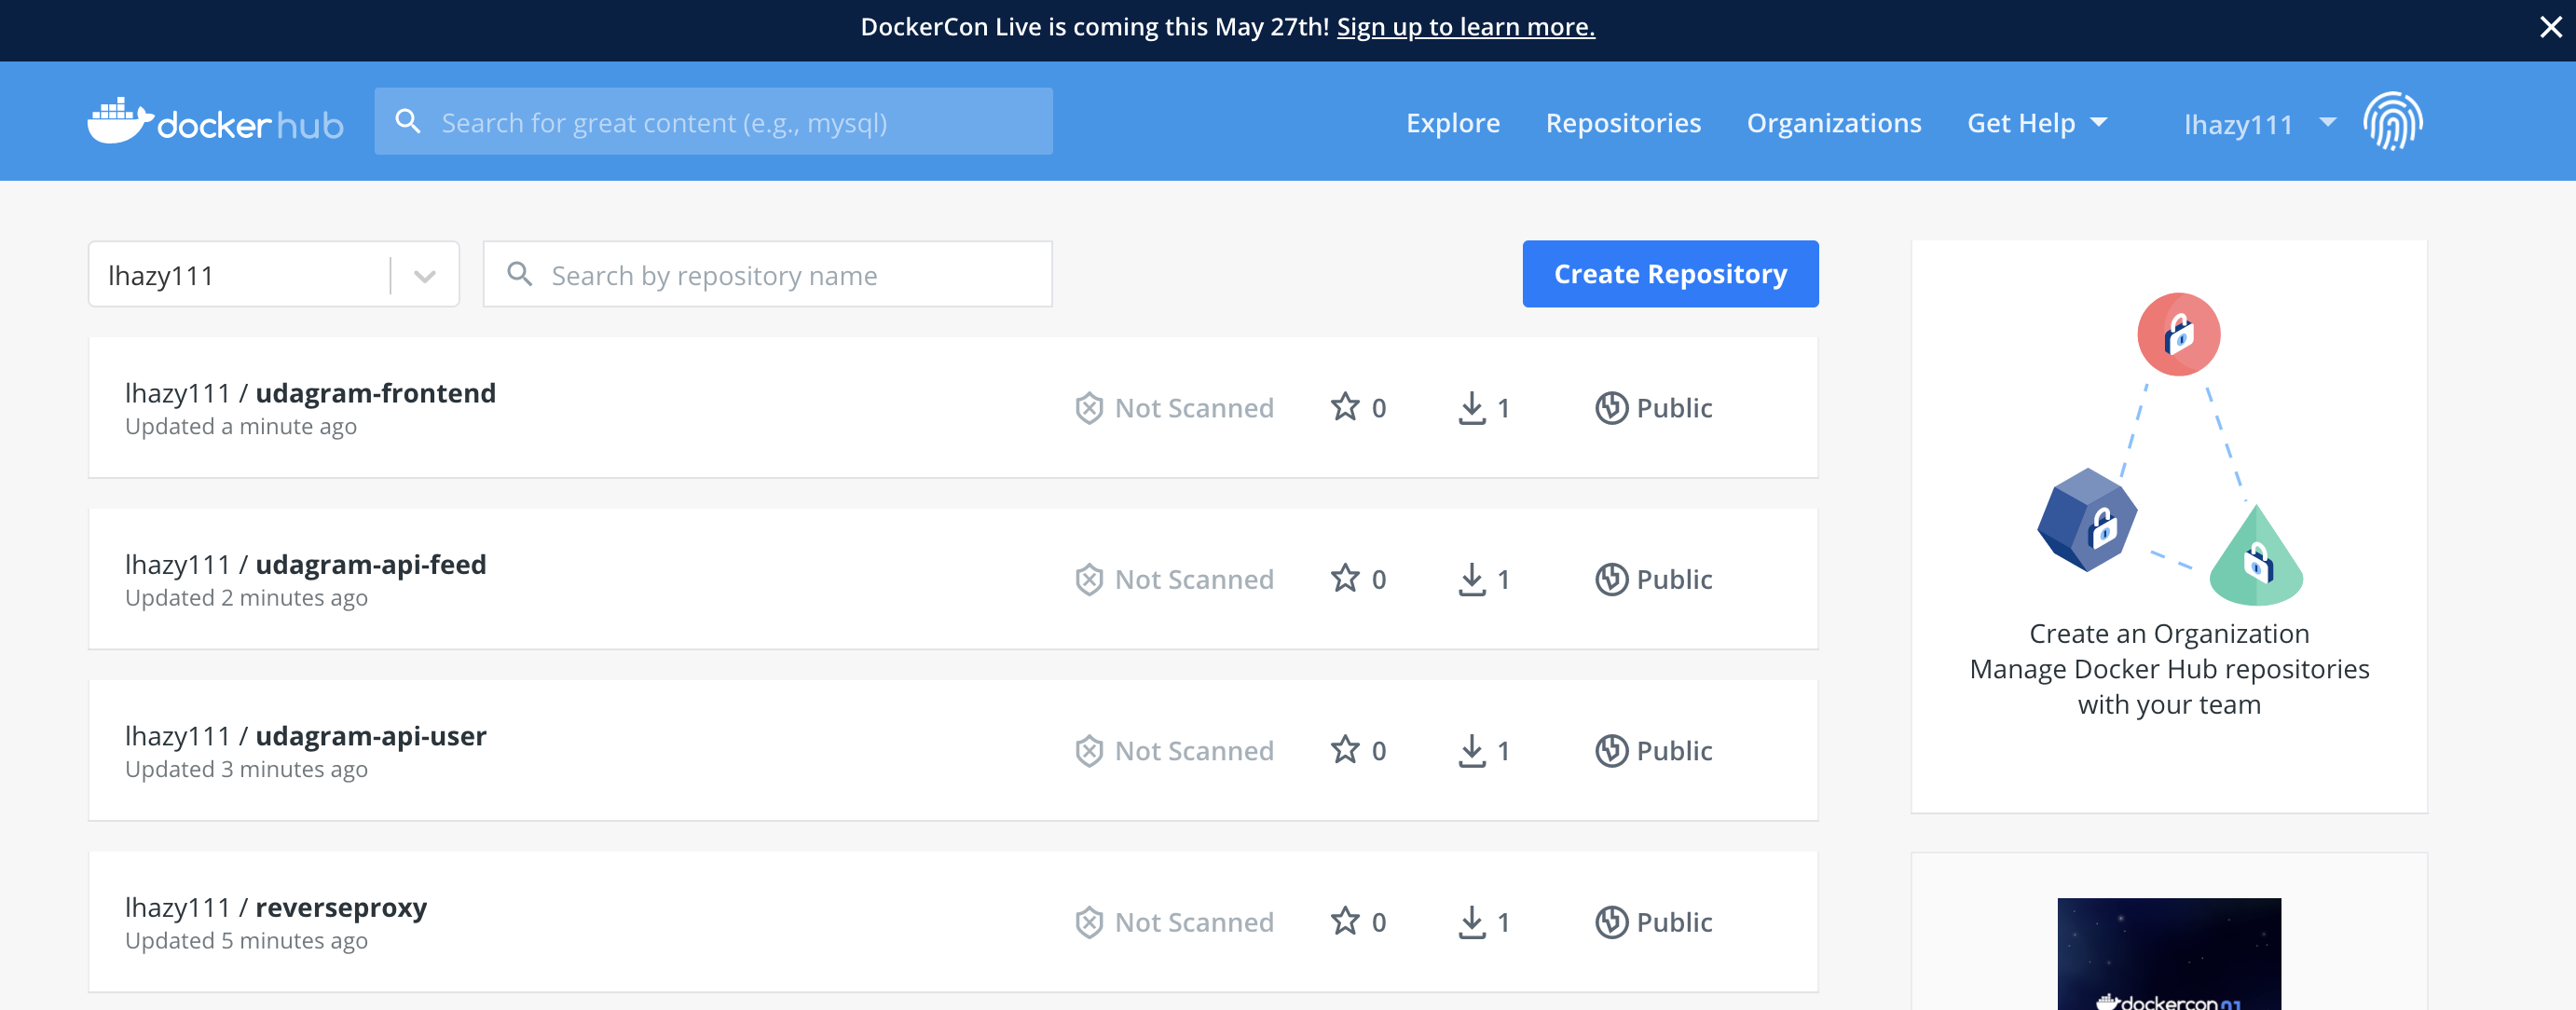 DockerCon Live is coming this May 27th! Sign up to learn more.
docker hub
Search for great content (e.g., mysql)
Explore
Repositories
Organizations
Get Help
lhazy111
lhazy111
Search by repository name
Create Repository
lhazy111 / udagram-frontend
Updated a minute ago
Not Scanned
0
1
Public
lhazy111 / udagram-api-feed
Updated 2 minutes ago
Not Scanned
0
1
Public
lhazy111 / udagram-api-user
Updated 3 minutes ago
Not Scanned
0
1
Public
lhazy111 / reverseproxy
Updated 5 minutes ago
Not Scanned
0
1
Public
Create an Organization
Manage Docker Hub repositories
with your team
dockercon